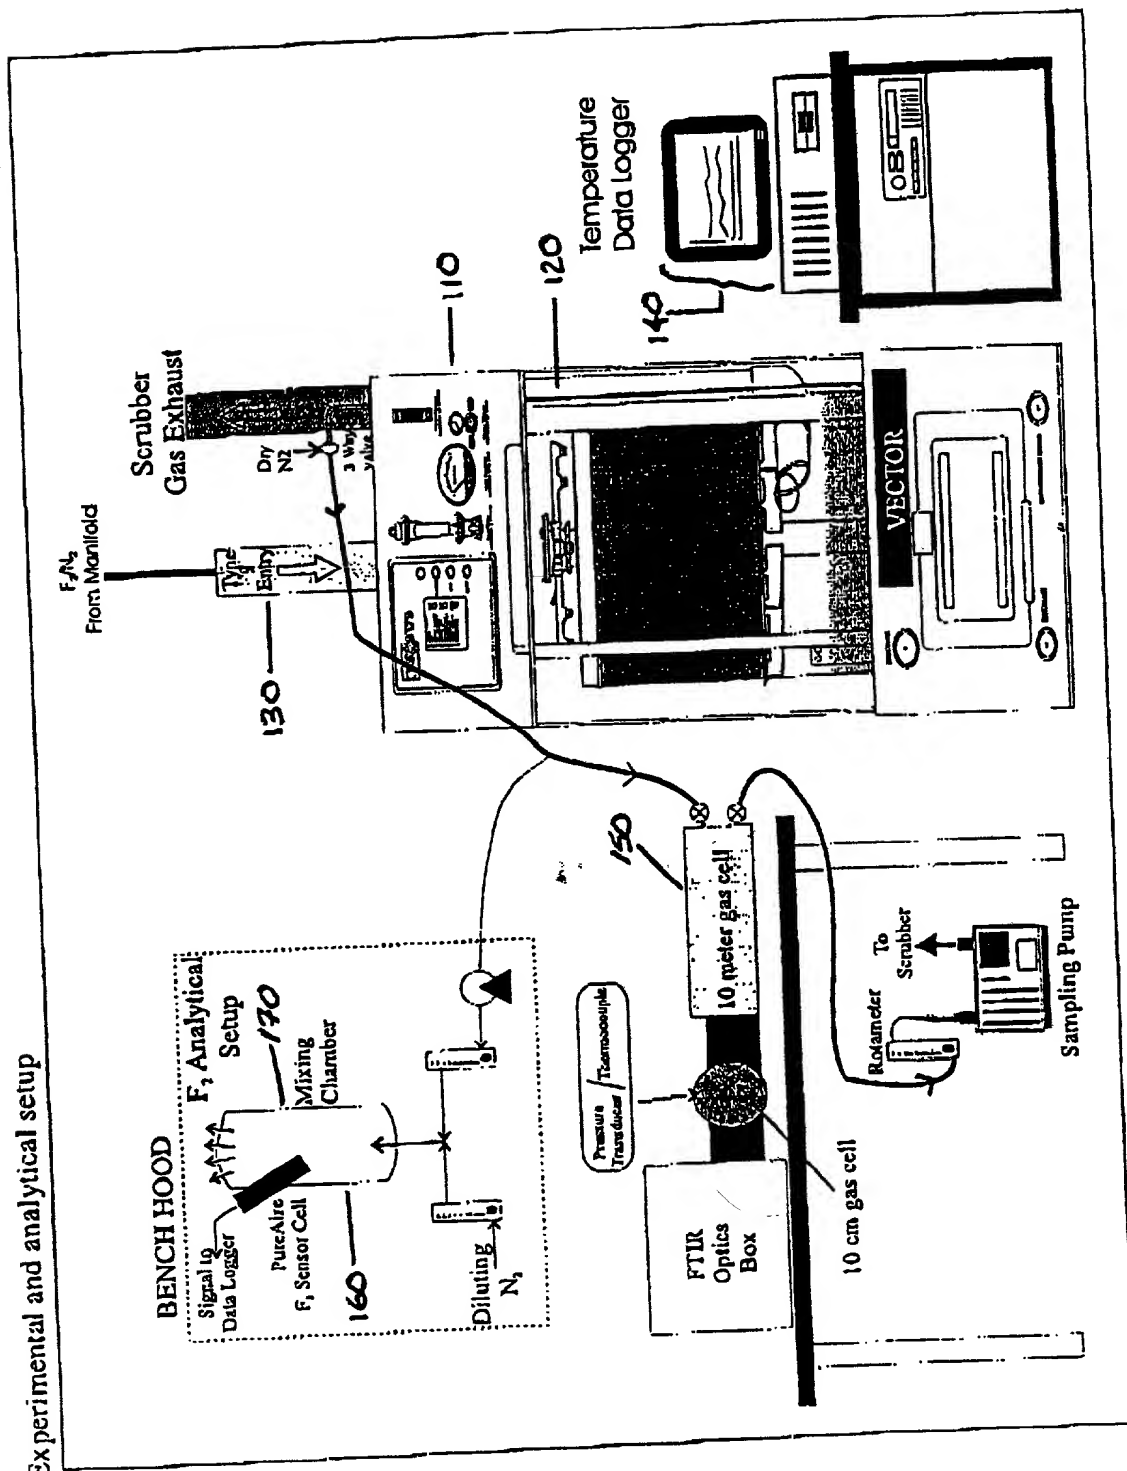 Experimental and analytical setup
BENCH HOOD
F₂ Analytical
Setup
170
Signal to
Data Logger
PureAire
F₂ Sensor Cell
160
Mixing
Chamber
Diluting
N₂
F₂/N₂
From Manifold
Type
Entry
130
Scrubber
Gas Exhaust
Dry
N2
3 Way
valve
110
120
Temperature
Data Logger
140
08
VECTOR
150
10 meter gas cell
Pressure
Transducer
/ Thermocouple
FTIR
Optics
Box
10 cm gas cell
Rotameter
To
Scrubber
Sampling Pump